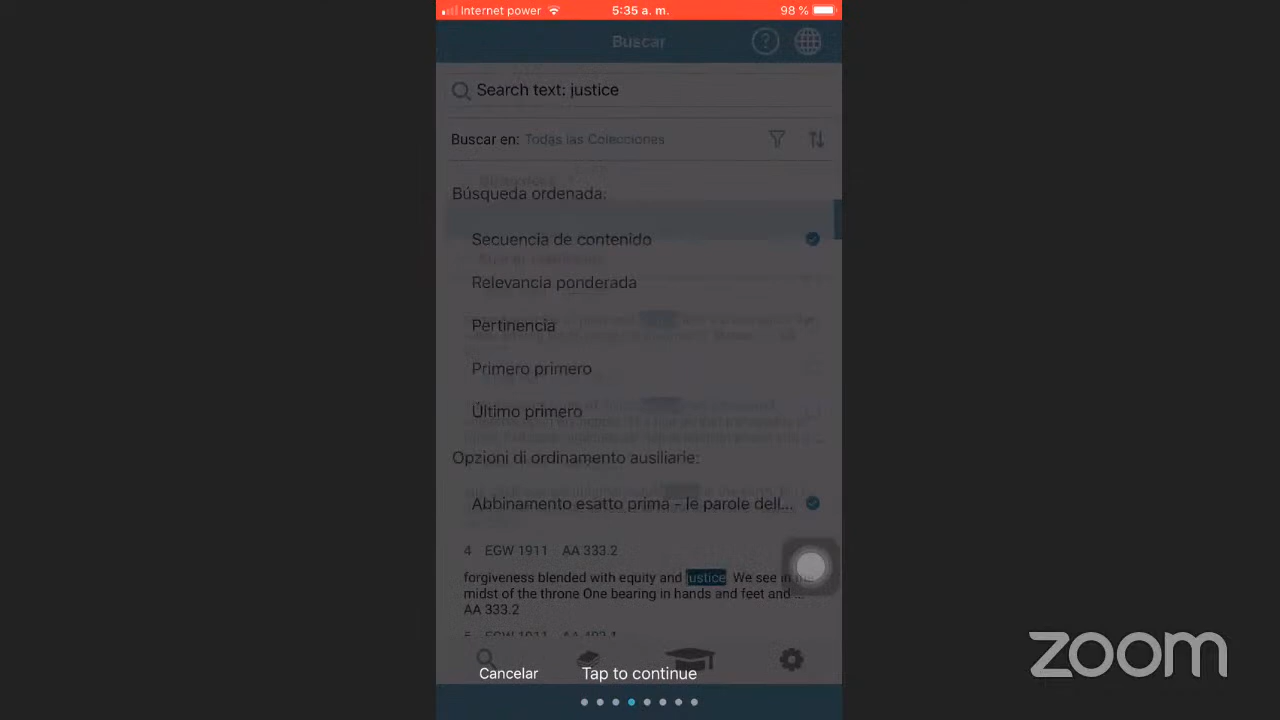 Internet power 5:35 a. m. 98 %
Buscar
Search text: justice
Buscar en: Todas las Colecciones
Búsqueda ordenada:
Secuencia de contenido
Relevancia ponderada
Pertinencia
Primero primero
Último primero
Opzioni di ordinamento ausiliarie:
Abbinamento esatto prima - le parole dell...
4 EGW 1911 AA 333.2
forgiveness blended with equity and justice. We see in the
midst of the throne One bearing in hands and feet and ...
AA 333.2
Cancelar Tap to continue
zoom